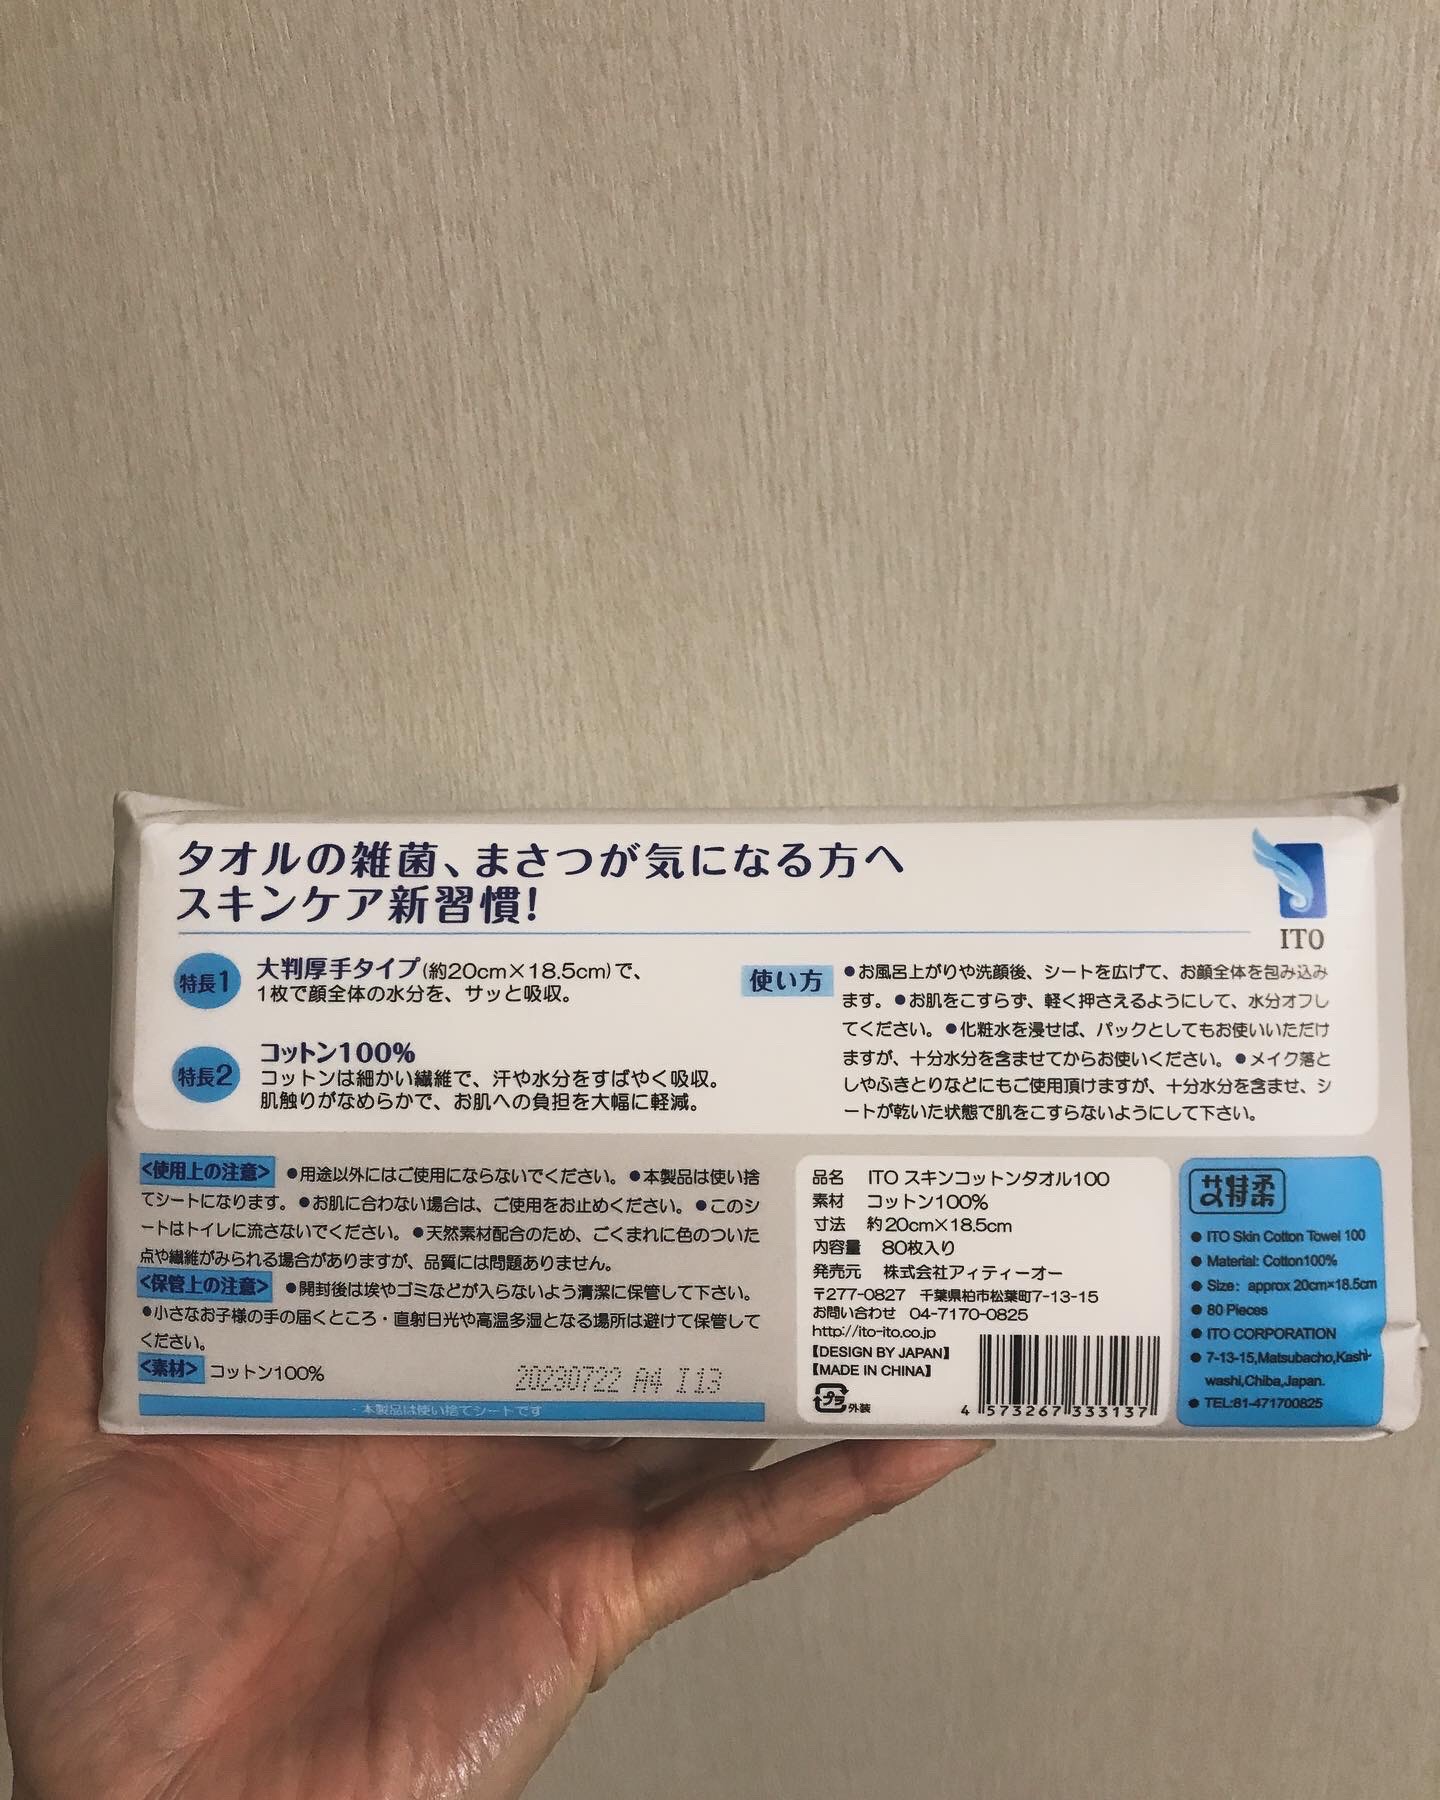 タオルの雑菌、まさつが気になる方へ
スキンケア新習慣!
ITO
特長1
大判厚手タイプ(約20cm×18.5cm)で、
1枚で顔全体の水分を、サッと吸収。
特長2
コットン100%
コットンは細かい繊維で、汗や水分をすばやく吸収。
肌触りがなめらかで、お肌への負担を大幅に軽減。
使い方
●お風呂上がりや洗顔後、シートを広げて、お顔全体を包み込み
ます。●お肌をこすらず、軽く押さえるようにして、水分オフし
てください。●化粧水を浸せば、パックとしてもお使いいただけ
ますが、十分水分を含ませてからお使いください。●メイク落と
しやふきとりなどにもご使用頂けますが、十分水分を含ませ、シ
ートが乾いた状態で肌をこすらないようにして下さい。
<使用上の注意> ●用途以外にはご使用にならないでください。●本製品は使い捨
てシートになります。●お肌に合わない場合は、ご使用をお止めください。●このシ
ートはトイレに流さないでください。●天然素材配合のため、ごくまれに色のついた
点や繊維がみられる場合がありますが、品質には問題ありません。
<保管上の注意> ●開封後は埃やゴミなどが入らないよう清潔に保管して下さい。
●小さなお子様の手の届くところ・直射日光や高温多湿となる場所は避けて保管して
ください。
<素材> コットン100%
20230722 A4 I13
・本製品は使い捨てシートです
品名 ITO スキンコットンタオル100
素材 コットン100%
寸法 約20cm×18.5cm
内容量 80枚入り
発売元 株式会社アイティーオー
〒277-0827 千葉県柏市松葉町7-13-15
お問い合わせ 04-7170-0825
http://ito-ito.co.jp
【DESIGN BY JAPAN】
【MADE IN CHINA】
プラ 外装
4 573267 333137
●ITO Skin Cotton Towel 100
●Material: Cotton100%
●Size: approx 20cm×18.5cm
●80 Pieces
●ITO CORPORATION
●7-13-15,Matsubacho,Kashi-
washi,Chiba,Japan.
●TEL:81-471700825